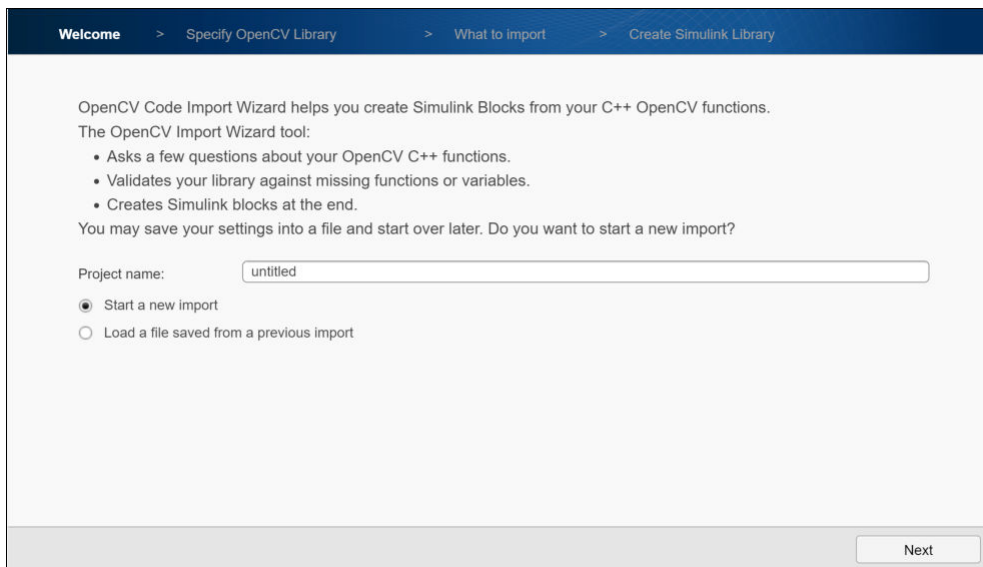 Welcome > Specify OpenCV Library > What to import > Create Simulink Library
OpenCV Code Import Wizard helps you create Simulink Blocks from your C++ OpenCV functions.
The OpenCV Import Wizard tool:
• Asks a few questions about your OpenCV C++ functions.
• Validates your library against missing functions or variables.
• Creates Simulink blocks at the end.
You may save your settings into a file and start over later. Do you want to start a new import?
Project name: untitled
Start a new import
Load a file saved from a previous import
Next